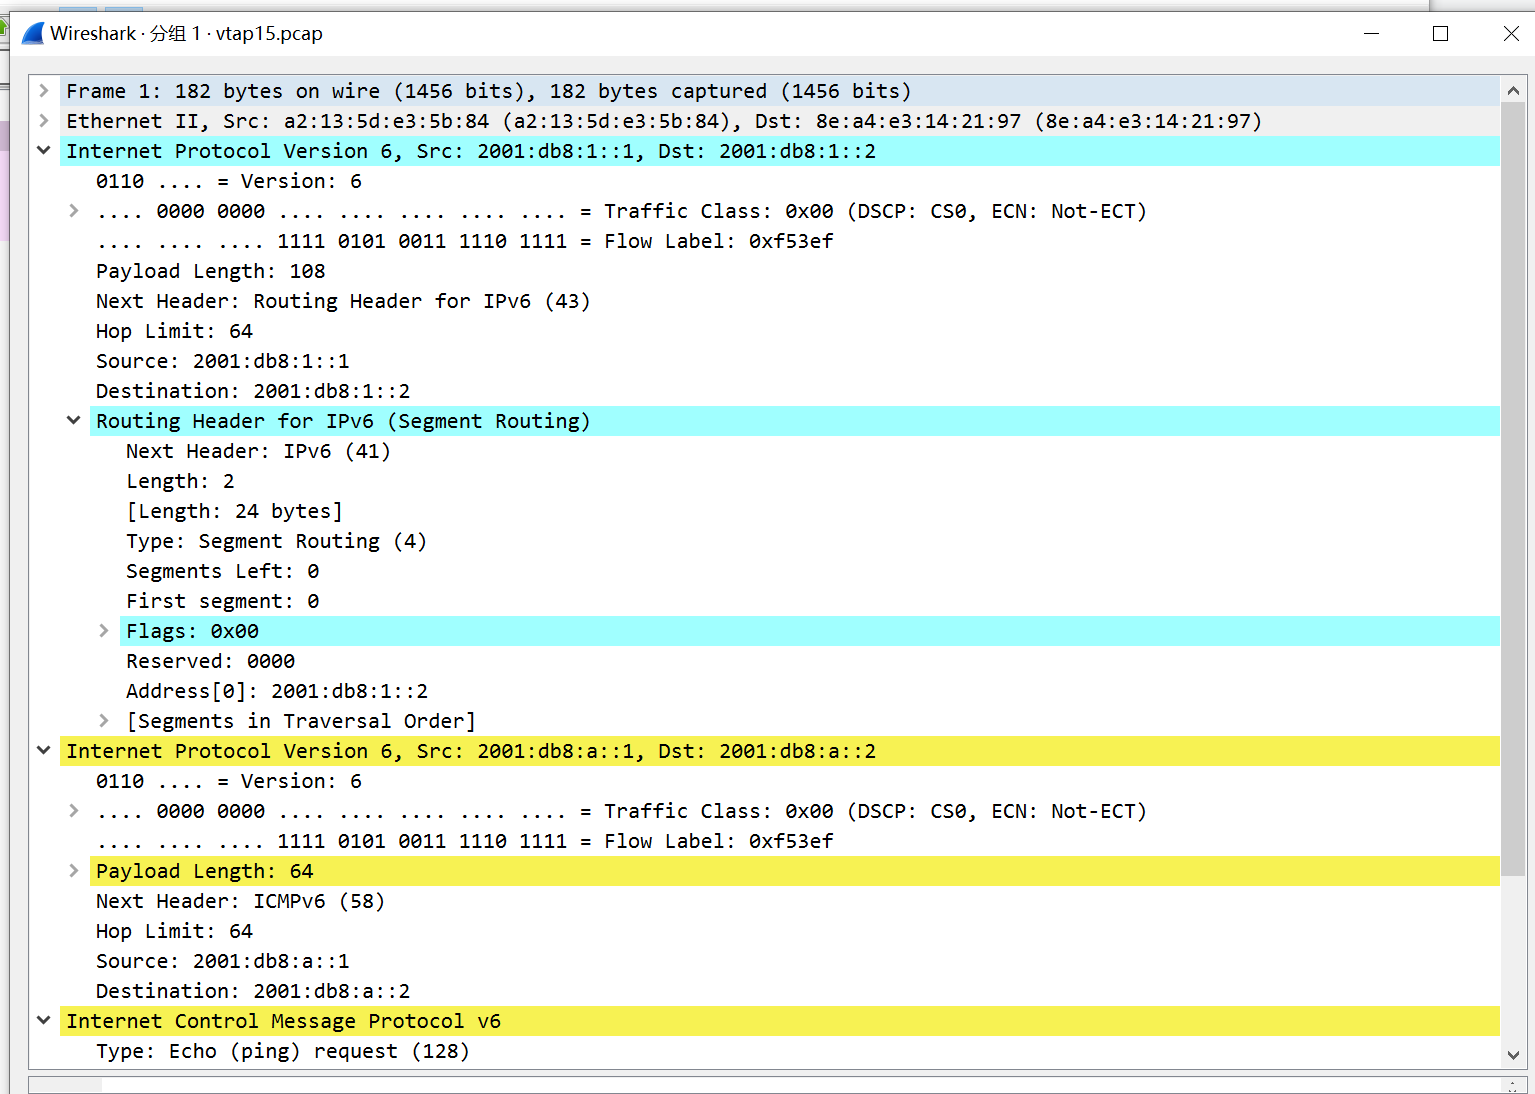 Wireshark · 分组 1 · vtap15.pcap
Frame 1: 182 bytes on wire (1456 bits), 182 bytes captured (1456 bits)
Ethernet II, Src: a2:13:5d:e3:5b:84 (a2:13:5d:e3:5b:84), Dst: 8e:a4:e3:14:21:97 (8e:a4:e3:14:21:97)
Internet Protocol Version 6, Src: 2001:db8:1::1, Dst: 2001:db8:1::2
0110 .... = Version: 6
.... 0000 0000 .... .... .... .... .... = Traffic Class: 0x00 (DSCP: CS0, ECN: Not-ECT)
.... .... .... 1111 0101 0011 1110 1111 = Flow Label: 0xf53ef
Payload Length: 108
Next Header: Routing Header for IPv6 (43)
Hop Limit: 64
Source: 2001:db8:1::1
Destination: 2001:db8:1::2
Routing Header for IPv6 (Segment Routing)
Next Header: IPv6 (41)
Length: 2
[Length: 24 bytes]
Type: Segment Routing (4)
Segments Left: 0
First segment: 0
Flags: 0x00
Reserved: 0000
Address[0]: 2001:db8:1::2
[Segments in Traversal Order]
Internet Protocol Version 6, Src: 2001:db8:a::1, Dst: 2001:db8:a::2
0110 .... = Version: 6
.... 0000 0000 .... .... .... .... .... = Traffic Class: 0x00 (DSCP: CS0, ECN: Not-ECT)
.... .... .... 1111 0101 0011 1110 1111 = Flow Label: 0xf53ef
Payload Length: 64
Next Header: ICMPv6 (58)
Hop Limit: 64
Source: 2001:db8:a::1
Destination: 2001:db8:a::2
Internet Control Message Protocol v6
Type: Echo (ping) request (128)